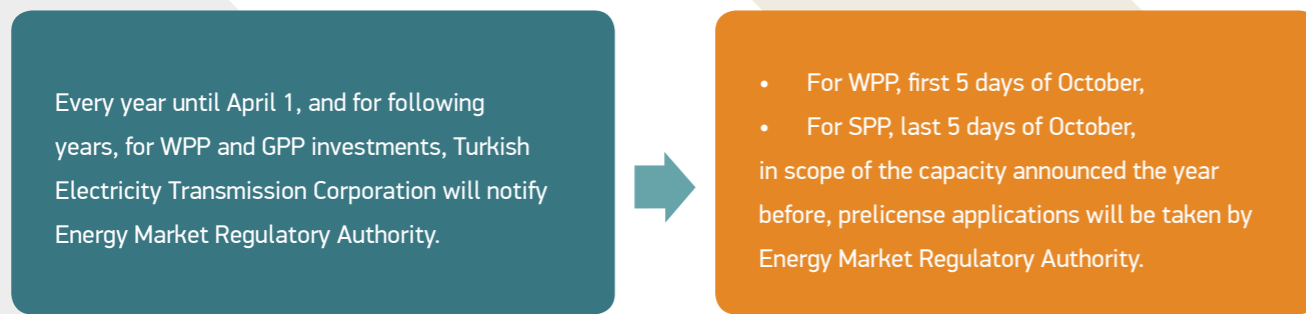 Every year until April 1, and for following
years, for WPP and GPP investments, Turkish
Electricity Transmission Corporation will notify
Energy Market Regulatory Authority.
• For WPP, first 5 days of October,
• For SPP, last 5 days of October,
in scope of the capacity announced the year
before, prelicense applications will be taken by
Energy Market Regulatory Authority.